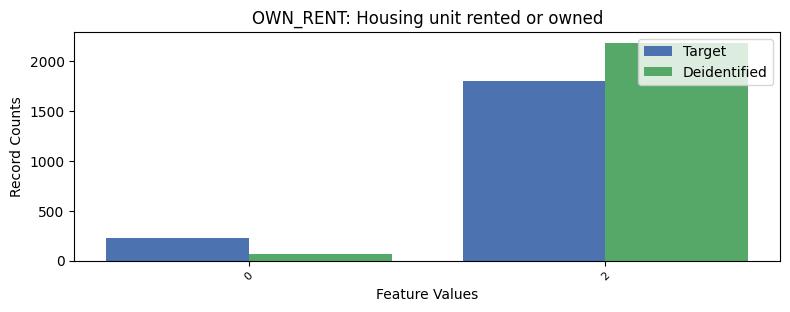 OWN_RENT: Housing unit rented or owned
Target
Deidentified
Record Counts
2000
1500
1000
500
0
0
2
Feature Values